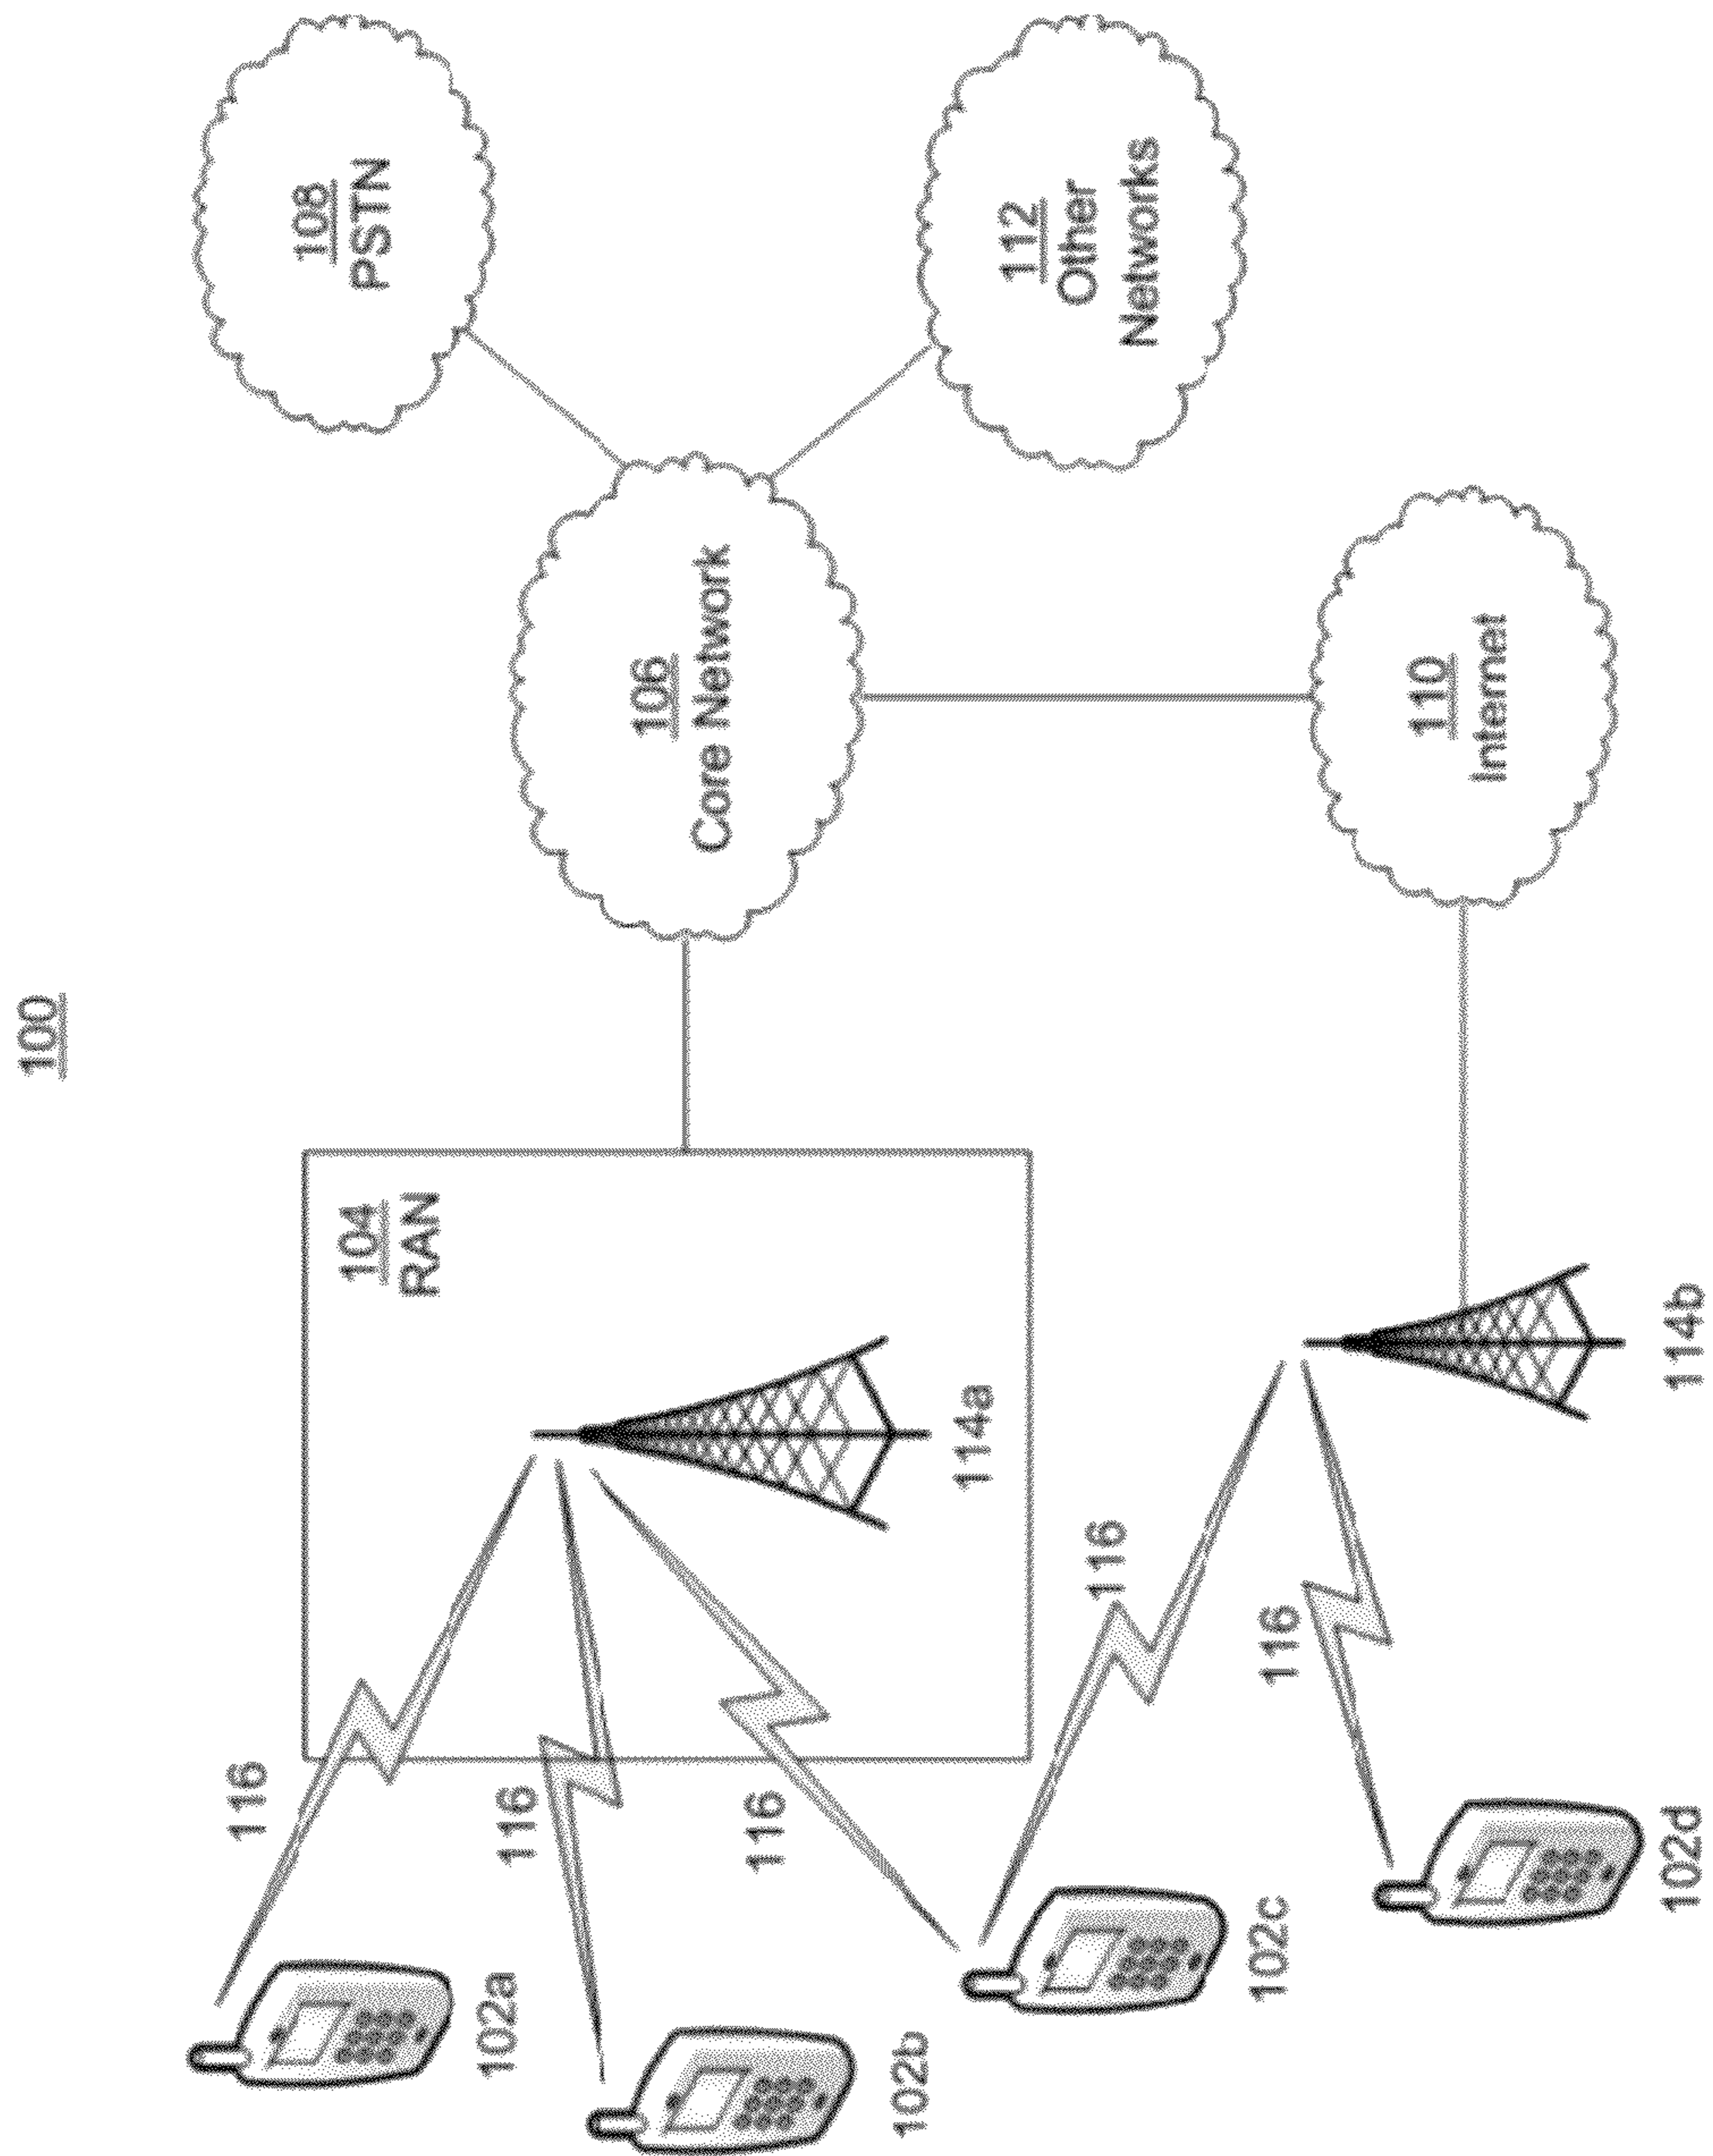 100
108
PSTN
106
Core Network
112
Other
Networks
104
RAN
110
Internet
114a
114b
116
116
116
116
116
102a
102b
102c
102d